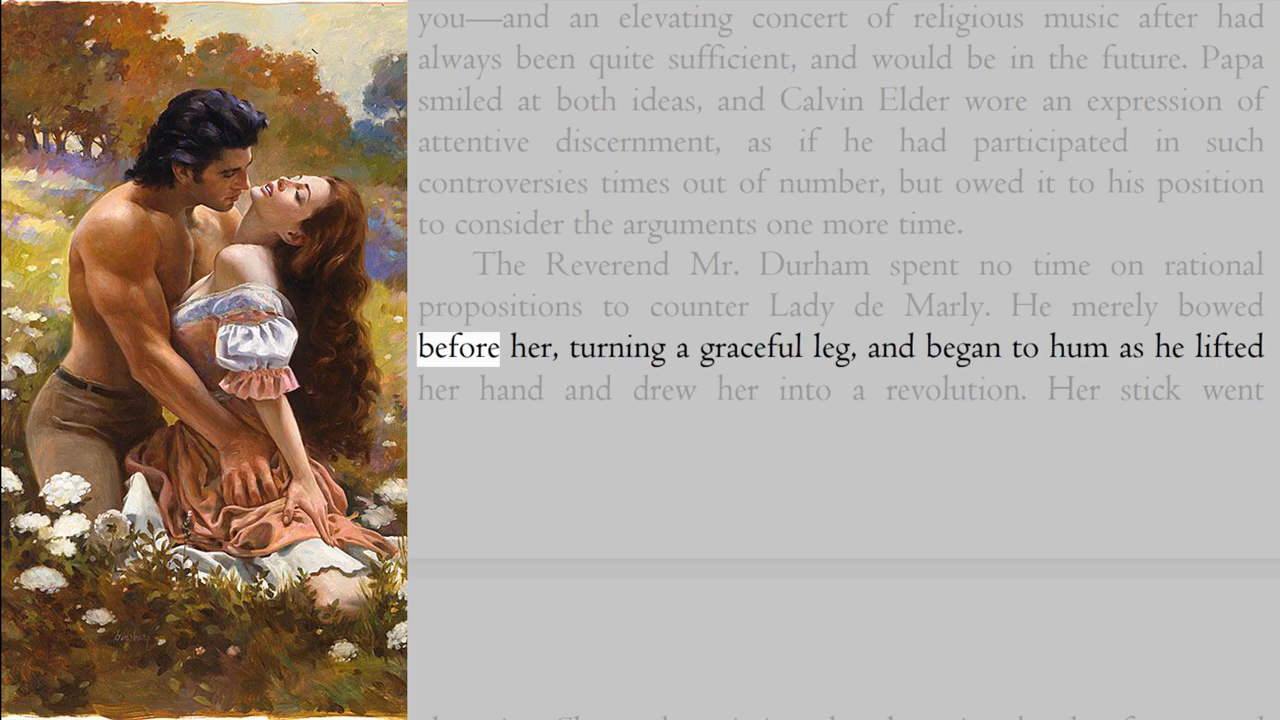 you—and an elevating concert of religious music after had
always been quite sufficient, and would be in the future. Papa
smiled at both ideas, and Calvin Elder wore an expression of
attentive discernment, as if he had participated in such
controversies times out of number, but owed it to his position
to consider the arguments one more time.
The Reverend Mr. Durham spent no time on rational
propositions to counter Lady de Marly. He merely bowed
before her, turning a graceful leg, and began to hum as he lifted
her hand and drew her into a revolution. Her stick went